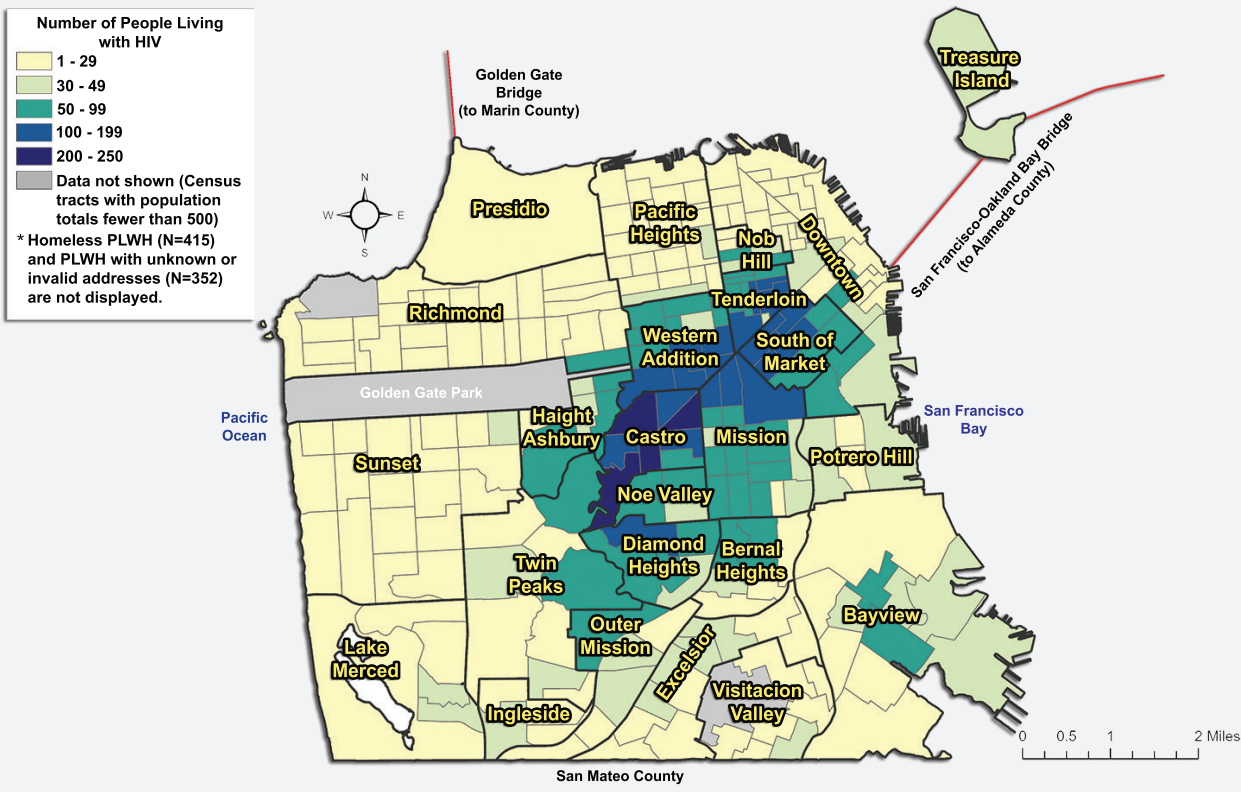 Number of People Living
with HIV
1 - 29
30 - 49
50 - 99
100 - 199
200 - 250
Data not shown (Census
tracts with population
totals fewer than 500)
* Homeless PLWH (N=415)
and PLWH with unknown or
invalid addresses (N=352)
are not displayed.
Golden Gate
Bridge
(to Marin County)
Treasure
Island
San Francisco-Oakland Bay Bridge
(to Alameda County)
N
W
E
S
Presidio
Pacific
Heights
Nob
Hill
Downtown
Richmond
Tenderloin
Western
Addition
South of
Market
Golden Gate Park
Pacific
Ocean
Haight
Ashbury
Castro
Mission
San Francisco
Bay
Sunset
Potrero Hill
Noe Valley
Diamond
Heights
Bernal
Heights
Twin
Peaks
Bayview
Outer
Mission
Lake
Merced
Excelsior
Visitacion
Valley
Ingleside
0 0.5 1 2 Miles
San Mateo County